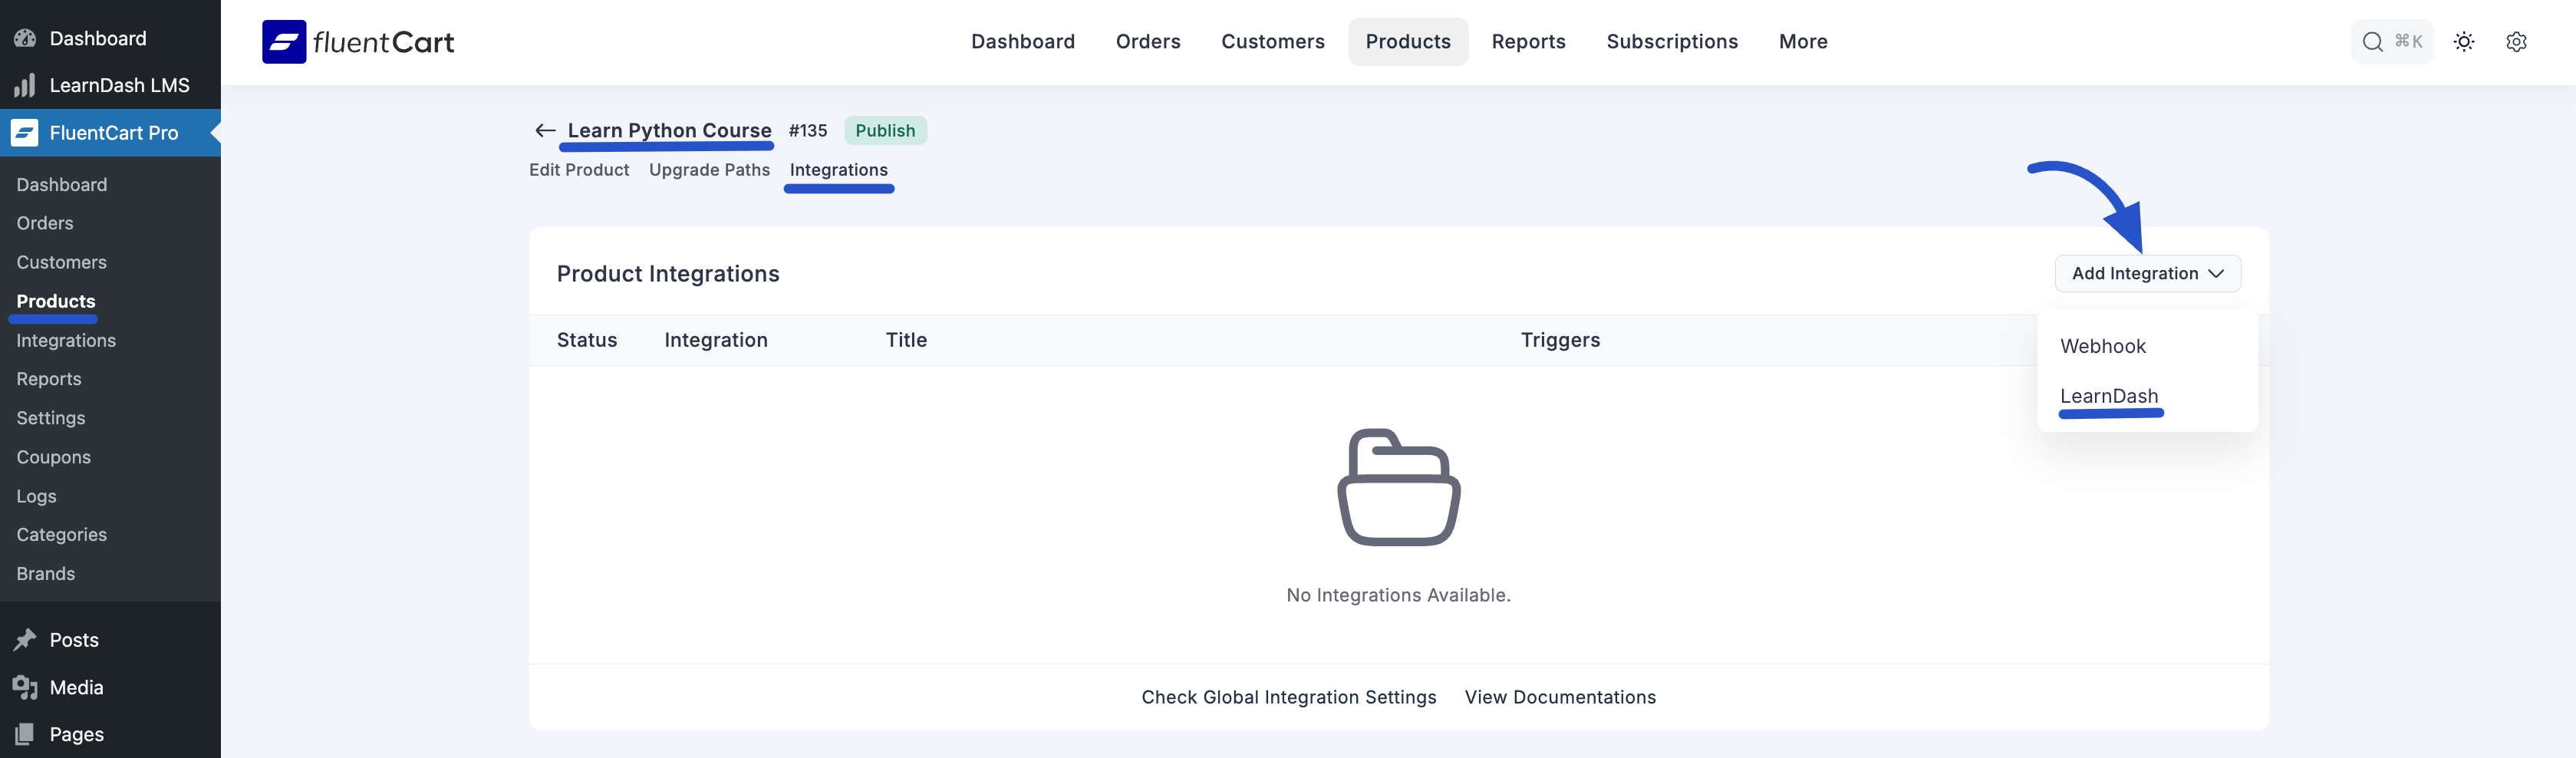 Dashboard
LearnDash LMS
FluentCart Pro
Dashboard
Orders
Customers
Products
Integrations
Reports
Settings
Coupons
Logs
Categories
Brands
Posts
Media
Pages
fluentCart
Dashboard Orders Customers Products Reports Subscriptions More
⌘K
Learn Python Course #135 Publish
Edit Product Upgrade Paths Integrations
Product Integrations
Add Integration
Webhook
LearnDash
Status Integration Title Triggers
No Integrations Available.
Check Global Integration Settings View Documentations